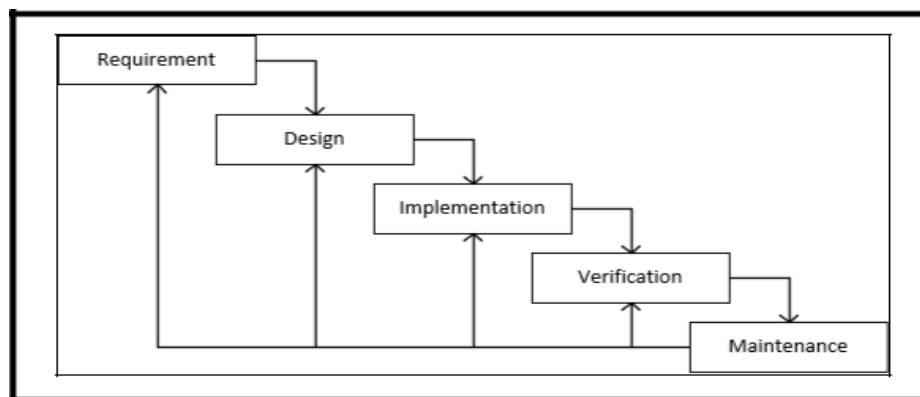 Requirement
Design
Implementation
Verification
Maintenance